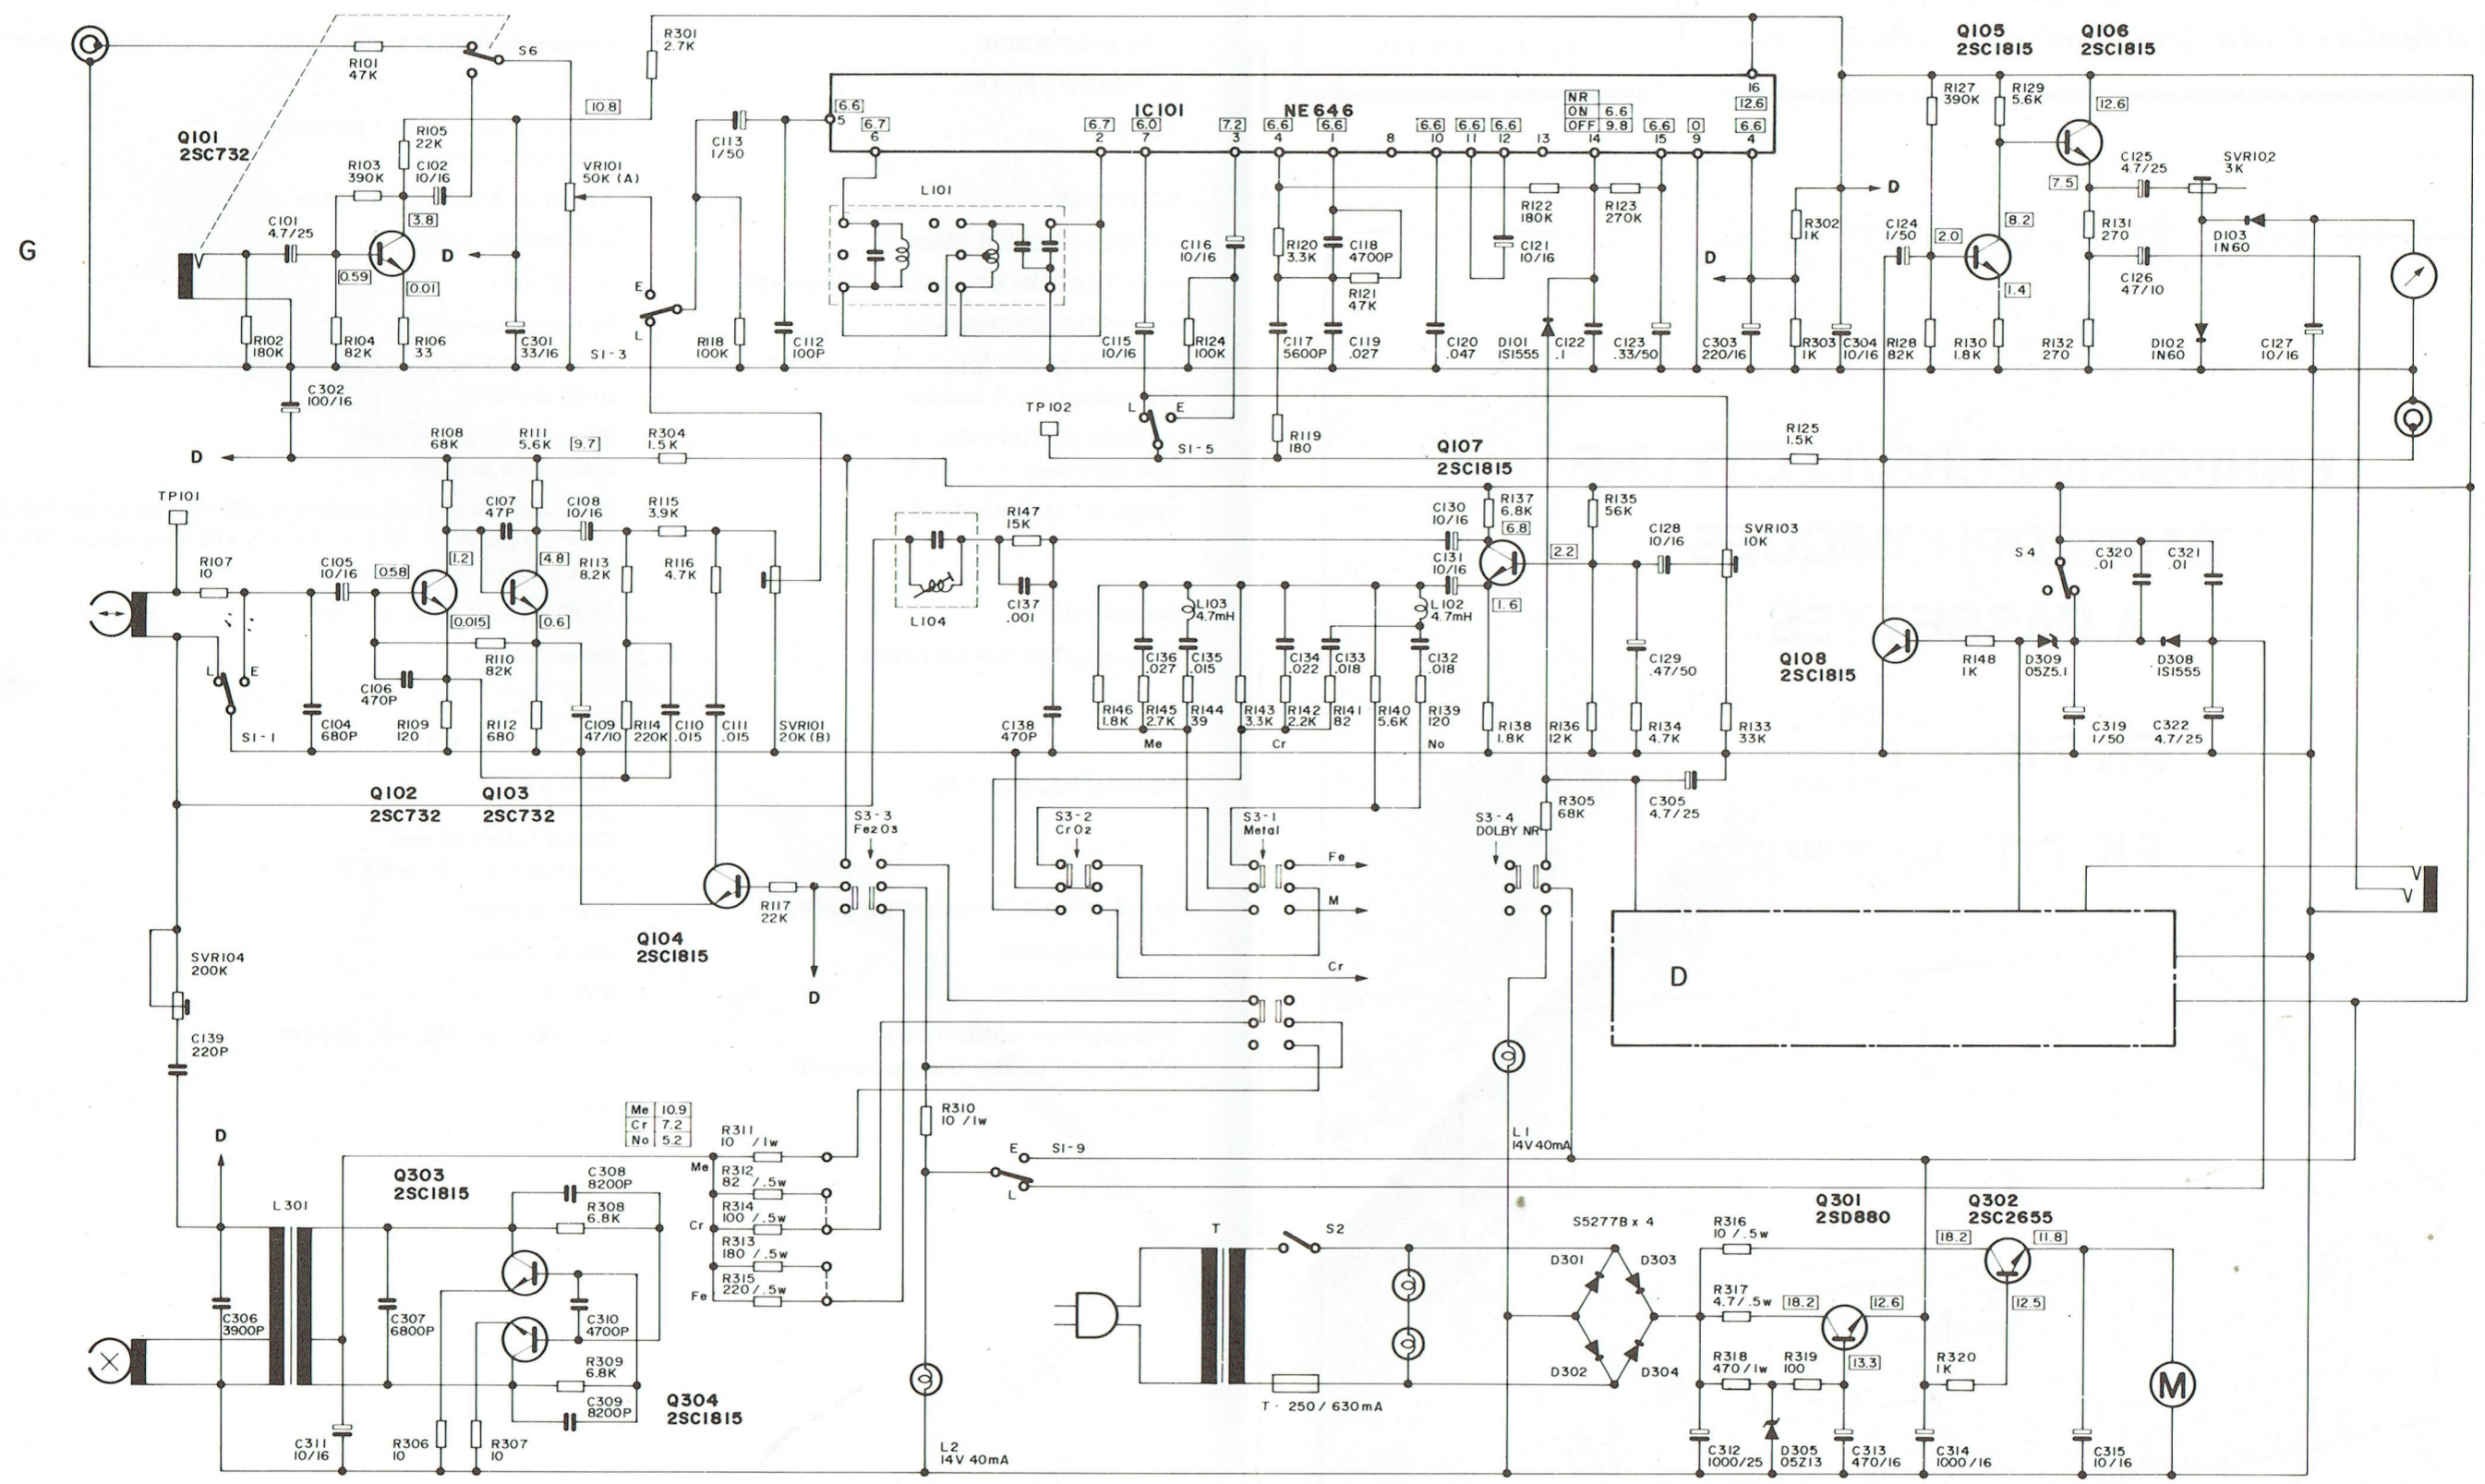 G
R101
47K
S6
R301
2.7K
Q105
2SC1815
Q106
2SC1815
Q101
2SC732
R105
22K
10.8
C102
10/16
R103
390K
3.8
C101
4.7/25
0.59
0.01
D
VR101
50K (A)
C113
1/50
6.6
5
6.7
6
IC101
NE646
6.7
2
6.0
7
7.2
3
6.6
4
6.6
1
8
6.6
10
6.6
11
6.6
12
13
NR
ON 6.6
OFF 9.8
14
6.6
15
0
9
6.6
4
16
12.6
R127
390K
R129
5.6K
12.6
C125
4.7/25
SVR102
3K
7.5
R131
270
8.2
2.0
C124
1/50
1.4
C126
47/10
D103
1N60
R102
180K
R104
82K
R106
33
C301
33/16
E
L
S1-3
R118
100K
C112
100P
L101
C115
10/16
C116
10/16
R124
100K
R120
3.3K
C118
4700P
R121
47K
C117
5600P
C119
.027
C120
.047
R122
180K
C121
10/16
R123
270K
D101
1S1555
C122
.1
C123
.33/50
C303
220/16
D
R302
1K
D
R303
1K
C304
10/16
R128
82K
R130
1.8K
R132
270
D102
1N60
C127
10/16
C302
100/16
D
R108
68K
R111
5.6K
9.7
R304
1.5K
TP102
L
E
S1-5
R119
180
Q107
2SC1815
R125
1.5K
TP101
R107
10
C105
10/16
0.58
1.2
C107
47P
C108
10/16
4.8
R115
3.9K
R113
8.2K
R116
4.7K
0.015
0.6
R110
82K
L
E
S1-1
C104
680P
C106
470P
R109
120
R112
680
C109
47/10
R114
220K
C110
.015
C111
.015
SVR101
20K(B)
L104
R147
15K
C137
.001
C138
470P
C130
10/16
C131
10/16
R137
6.8K
6.8
2.2
1.6
R135
56K
C128
10/16
SVR103
10K
L103
4.7mH
L102
4.7mH
C136
.027
C135
.015
C134
.022
C133
.018
C132
.018
R146
1.8K
R145
2.7K
R144
39
R143
3.3K
R142
2.2K
R141
82
R140
5.6K
R139
120
Me
Cr
No
R138
1.8K
R136
12K
C129
.47/50
R134
4.7K
R133
33K
S4
C320
.01
C321
.01
Q108
2SC1815
R148
1K
D309
05Z5.1
D308
1S1555
C319
1/50
C322
4.7/25
Q102
2SC732
Q103
2SC732
S3-3
Fe2O3
S3-2
CrO2
S3-1
Metal
S3-4
DOLBY NR
R305
68K
C305
4.7/25
Fe
M
Cr
Q104
2SC1815
R117
22K
D
D
SVR104
200K
C139
220P
D
Me 10.9
Cr 7.2
No 5.2
R311
10 /1w
Me
R312
82 /.5w
R314
100 /.5w
Cr
R313
180 /.5w
R315
220/.5w
Fe
R310
10 /1w
E
S1-9
L
L1
14V40mA
L301
Q303
2SC1815
C308
8200P
R308
6.8K
C306
3900P
C307
6800P
C310
4700P
R309
6.8K
C309
8200P
Q304
2SC1815
C311
10/16
R306
10
R307
10
L2
14V 40mA
T
S2
T· 250/630mA
S5277B x 4
D301
D303
D302
D304
R316
10 /.5w
Q301
2SD880
Q302
2SC2655
18.2
11.8
R317
4.7/.5w
18.2
12.6
12.5
R318
470/1w
R319
100
13.3
R320
1K
M
C312
1000/25
D305
05Z13
C313
470/16
C314
1000/16
C315
10/16